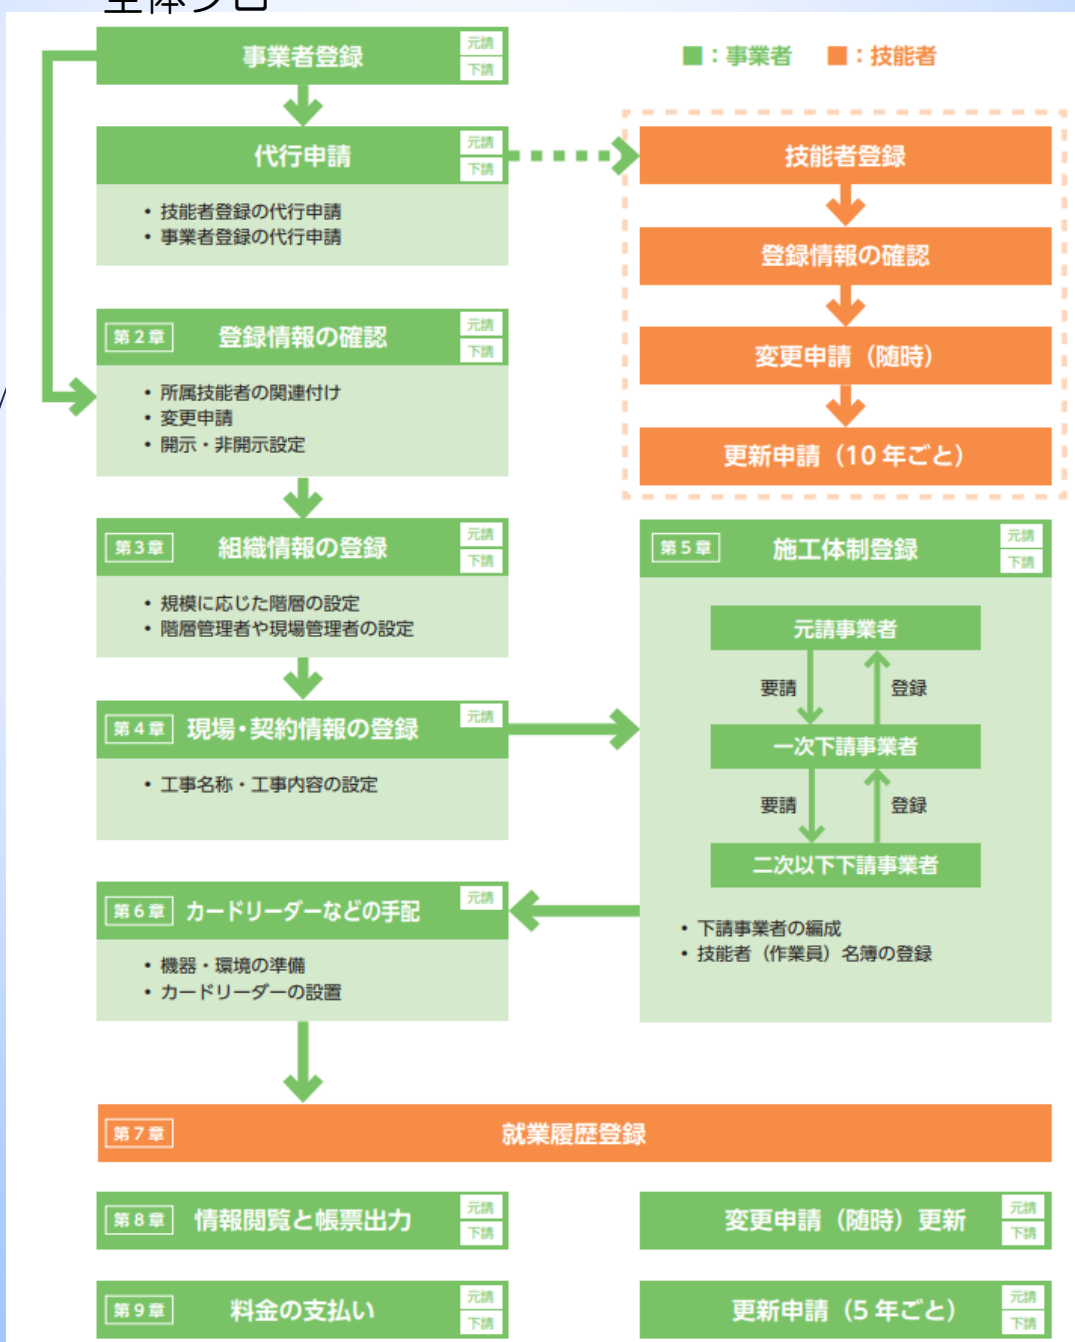 全体フロー
事業者登録
元請
下請
■：事業者 ■：技能者
代行申請
元請
下請
・技能者登録の代行申請
・事業者登録の代行申請
技能者登録
登録情報の確認
変更申請（随時）
更新申請（10年ごと）
第2章 登録情報の確認
元請
下請
・所属技能者の関連付け
・変更申請
・開示・非開示設定
第3章 組織情報の登録
元請
下請
・規模に応じた階層の設定
・階層管理者や現場管理者の設定
第4章 現場・契約情報の登録
元請
・工事名称・工事内容の設定
第5章 施工体制登録
元請
下請
元請事業者
要請 登録
一次下請事業者
要請 登録
二次以下下請事業者
・下請事業者の編成
・技能者（作業員）名簿の登録
第6章 カードリーダーなどの手配
元請
・機器・環境の準備
・カードリーダーの設置
第7章 就業履歴登録
第8章 情報閲覧と帳票出力
元請
下請
変更申請（随時）更新
元請
下請
第9章 料金の支払い
元請
下請
更新申請（5年ごと）
元請
下請